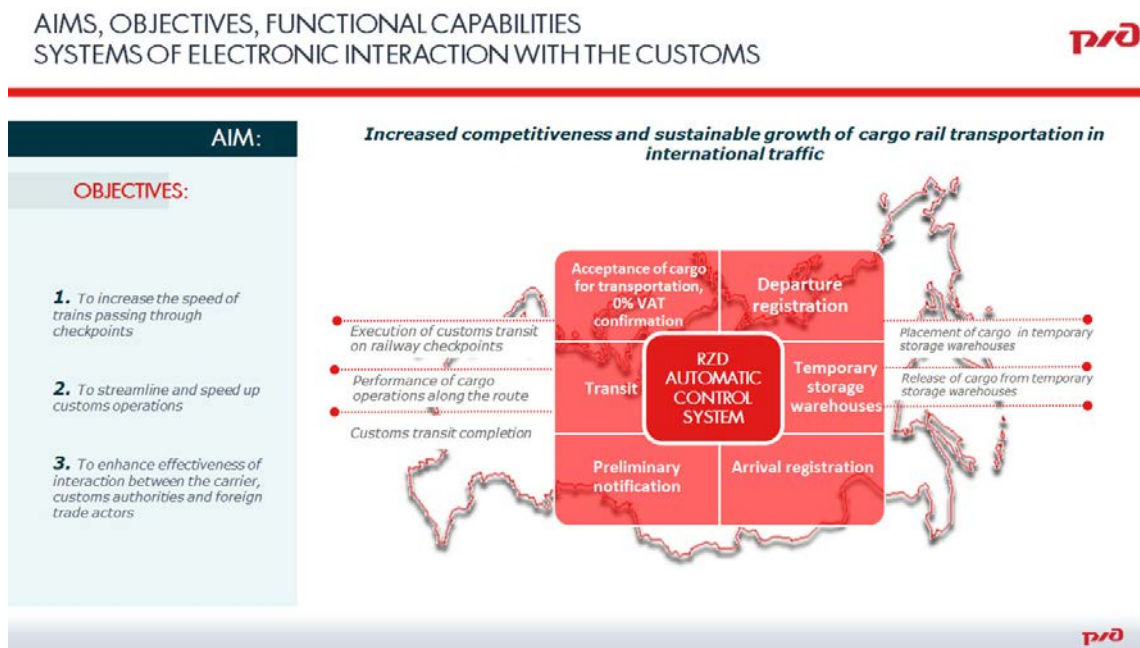 AIMS, OBJECTIVES, FUNCTIONAL CAPABILITIES
SYSTEMS OF ELECTRONIC INTERACTION WITH THE CUSTOMS
ржд
AIM:
Increased competitiveness and sustainable growth of cargo rail transportation in
international traffic
OBJECTIVES:
1. To increase the speed of
trains passing through
checkpoints
2. To streamline and speed up
customs operations
3. To enhance effectiveness of
interaction between the carrier,
customs authorities and foreign
trade actors
Execution of customs transit
on railway checkpoints
Performance of cargo
operations along the route
Customs transit completion
Acceptance of cargo
for transportation,
0% VAT
confirmation
Departure
registration
Transit
RZD
AUTOMATIC
CONTROL
SYSTEM
Temporary
storage
warehouses
Preliminary
notification
Arrival registration
Placement of cargo in temporary
storage warehouses
Release of cargo from temporary
storage warehouses
ржд